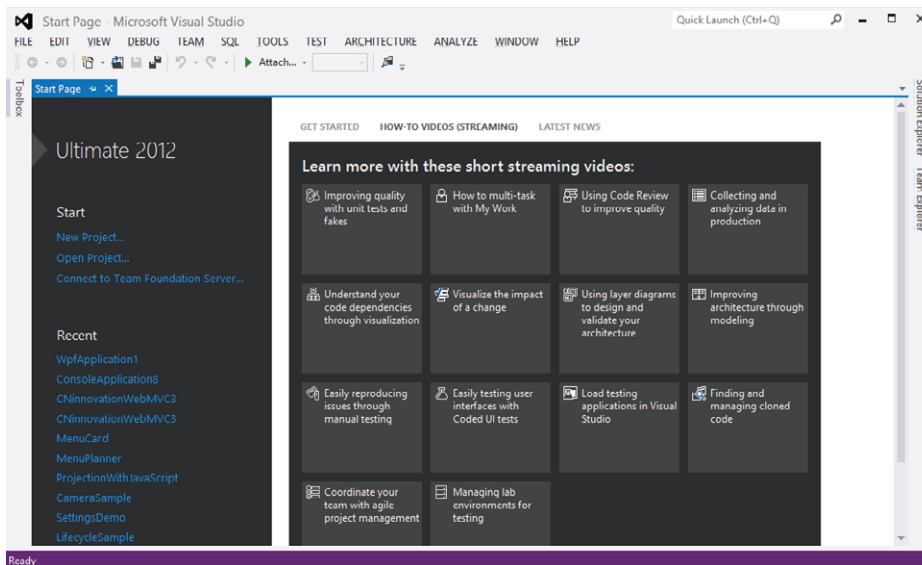 Start Page - Microsoft Visual Studio
Quick Launch (Ctrl+Q)
FILE EDIT VIEW DEBUG TEAM SQL TOOLS TEST ARCHITECTURE ANALYZE WINDOW HELP
Attach...
Toolbox
Start Page
Solution Explorer
Team Explorer
Ultimate 2012
Start
New Project...
Open Project...
Connect to Team Foundation Server...
Recent
WpfApplication1
ConsoleApplication8
CNinnovationWebMVC3
CNinnovationWebMVC3
MenuCard
MenuPlanner
ProjectionWithJavaScript
CameraSample
SettingsDemo
LifecycleSample
GET STARTED HOW-TO VIDEOS (STREAMING) LATEST NEWS
Learn more with these short streaming videos:
Improving quality
with unit tests and
fakes
How to multi-task
with My Work
Using Code Review
to improve quality
Collecting and
analyzing data in
production
Understand your
code dependencies
through visualization
Visualize the impact
of a change
Using layer diagrams
to design and
validate your
architecture
Improving
architecture through
modeling
Easily reproducing
issues through
manual testing
Easily testing user
interfaces with
Coded UI tests
Load testing
applications in Visual
Studio
Finding and
managing cloned
code
Coordinate your
team with agile
project management
Managing lab
environments for
testing
Ready